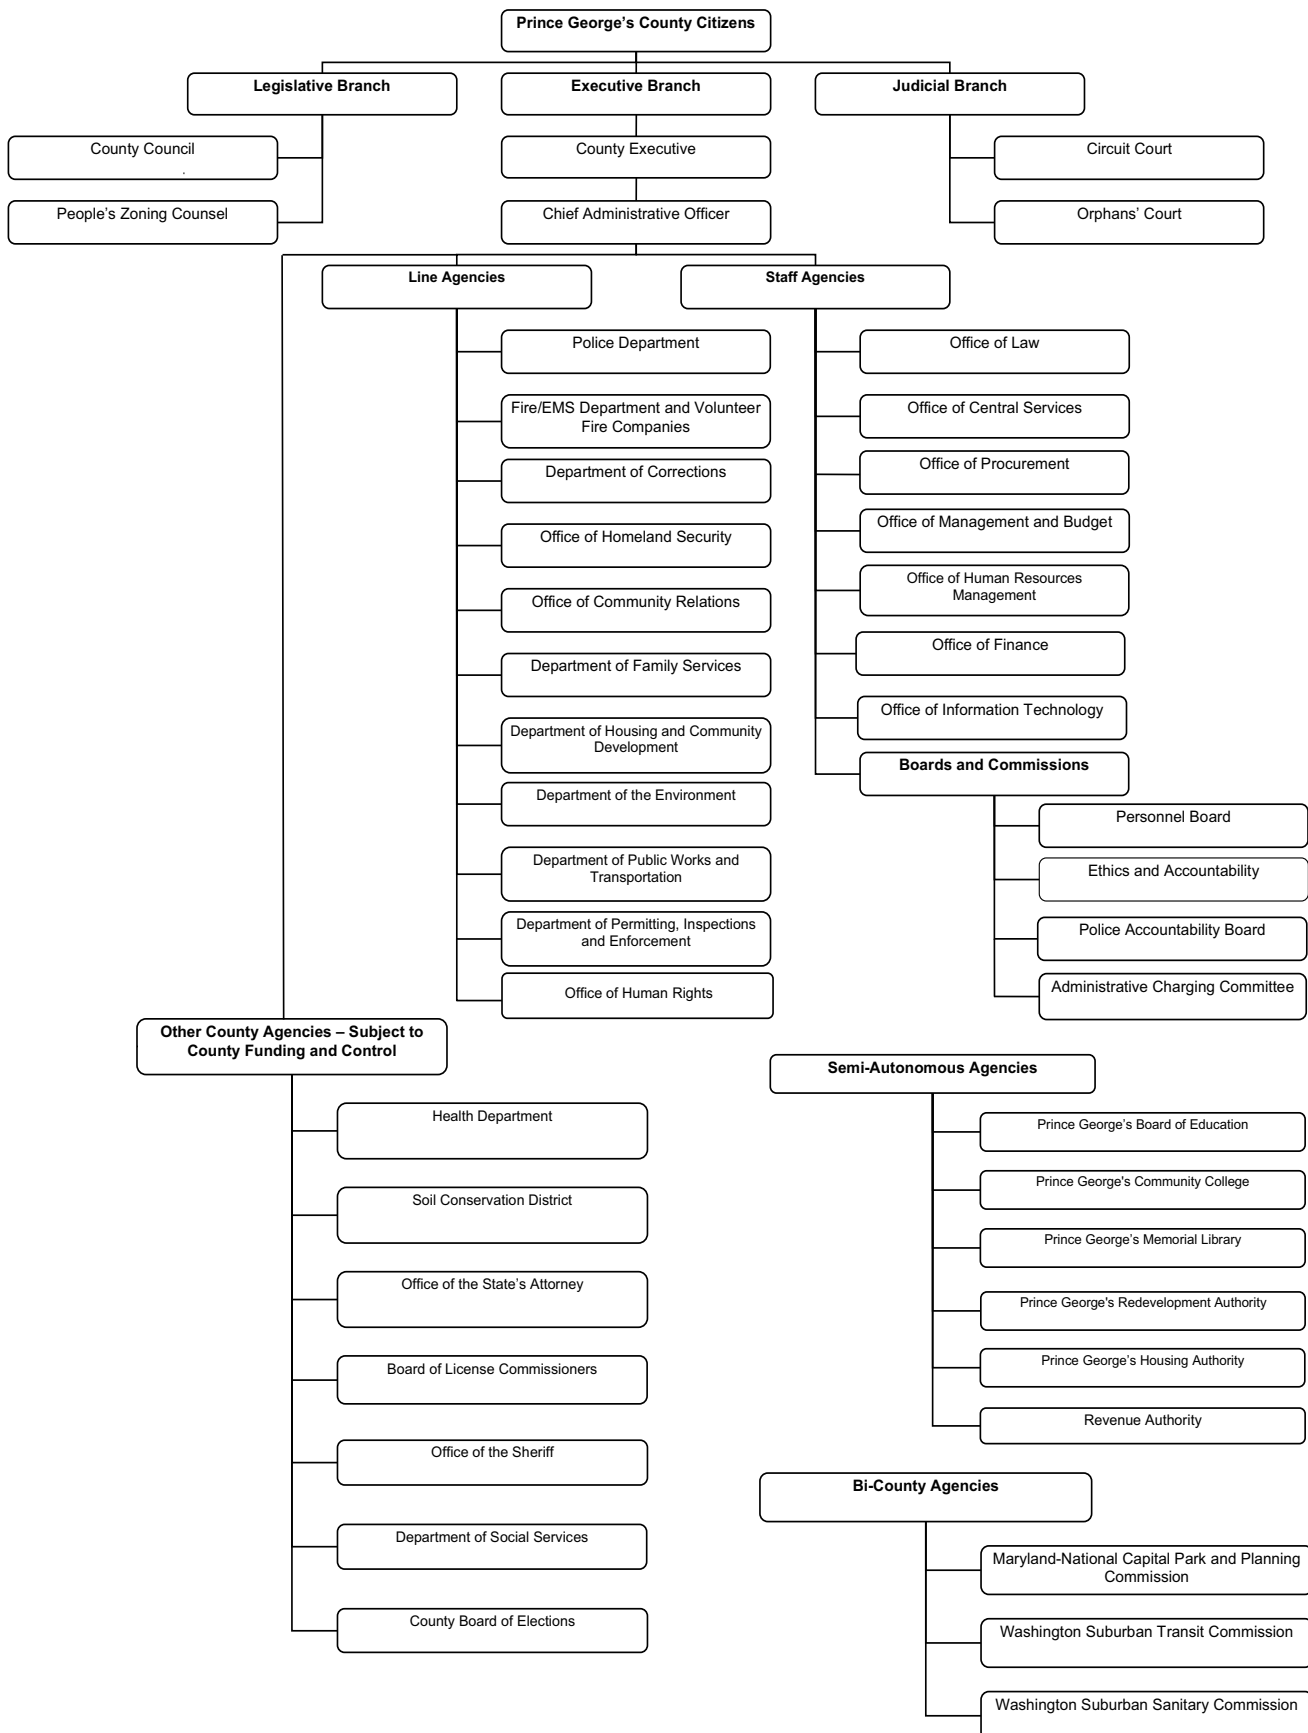 Prince George's County Citizens
Legislative Branch
Executive Branch
Judicial Branch
County Council
.
County Executive
Circuit Court
People's Zoning Counsel
Chief Administrative Officer
Orphans' Court
Line Agencies
Staff Agencies
Police Department
Fire/EMS Department and Volunteer
Fire Companies
Department of Corrections
Office of Homeland Security
Office of Community Relations
Department of Family Services
Department of Housing and Community
Development
Department of the Environment
Department of Public Works and
Transportation
Department of Permitting, Inspections
and Enforcement
Office of Human Rights
Office of Law
Office of Central Services
Office of Procurement
Office of Management and Budget
Office of Human Resources
Management
Office of Finance
Office of Information Technology
Boards and Commissions
Personnel Board
Ethics and Accountability
Police Accountability Board
Administrative Charging Committee
Other County Agencies – Subject to
County Funding and Control
Health Department
Soil Conservation District
Office of the State's Attorney
Board of License Commissioners
Office of the Sheriff
Department of Social Services
County Board of Elections
Semi-Autonomous Agencies
Prince George's Board of Education
Prince George's Community College
Prince George's Memorial Library
Prince George's Redevelopment Authority
Prince George's Housing Authority
Revenue Authority
Bi-County Agencies
Maryland-National Capital Park and Planning
Commission
Washington Suburban Transit Commission
Washington Suburban Sanitary Commission